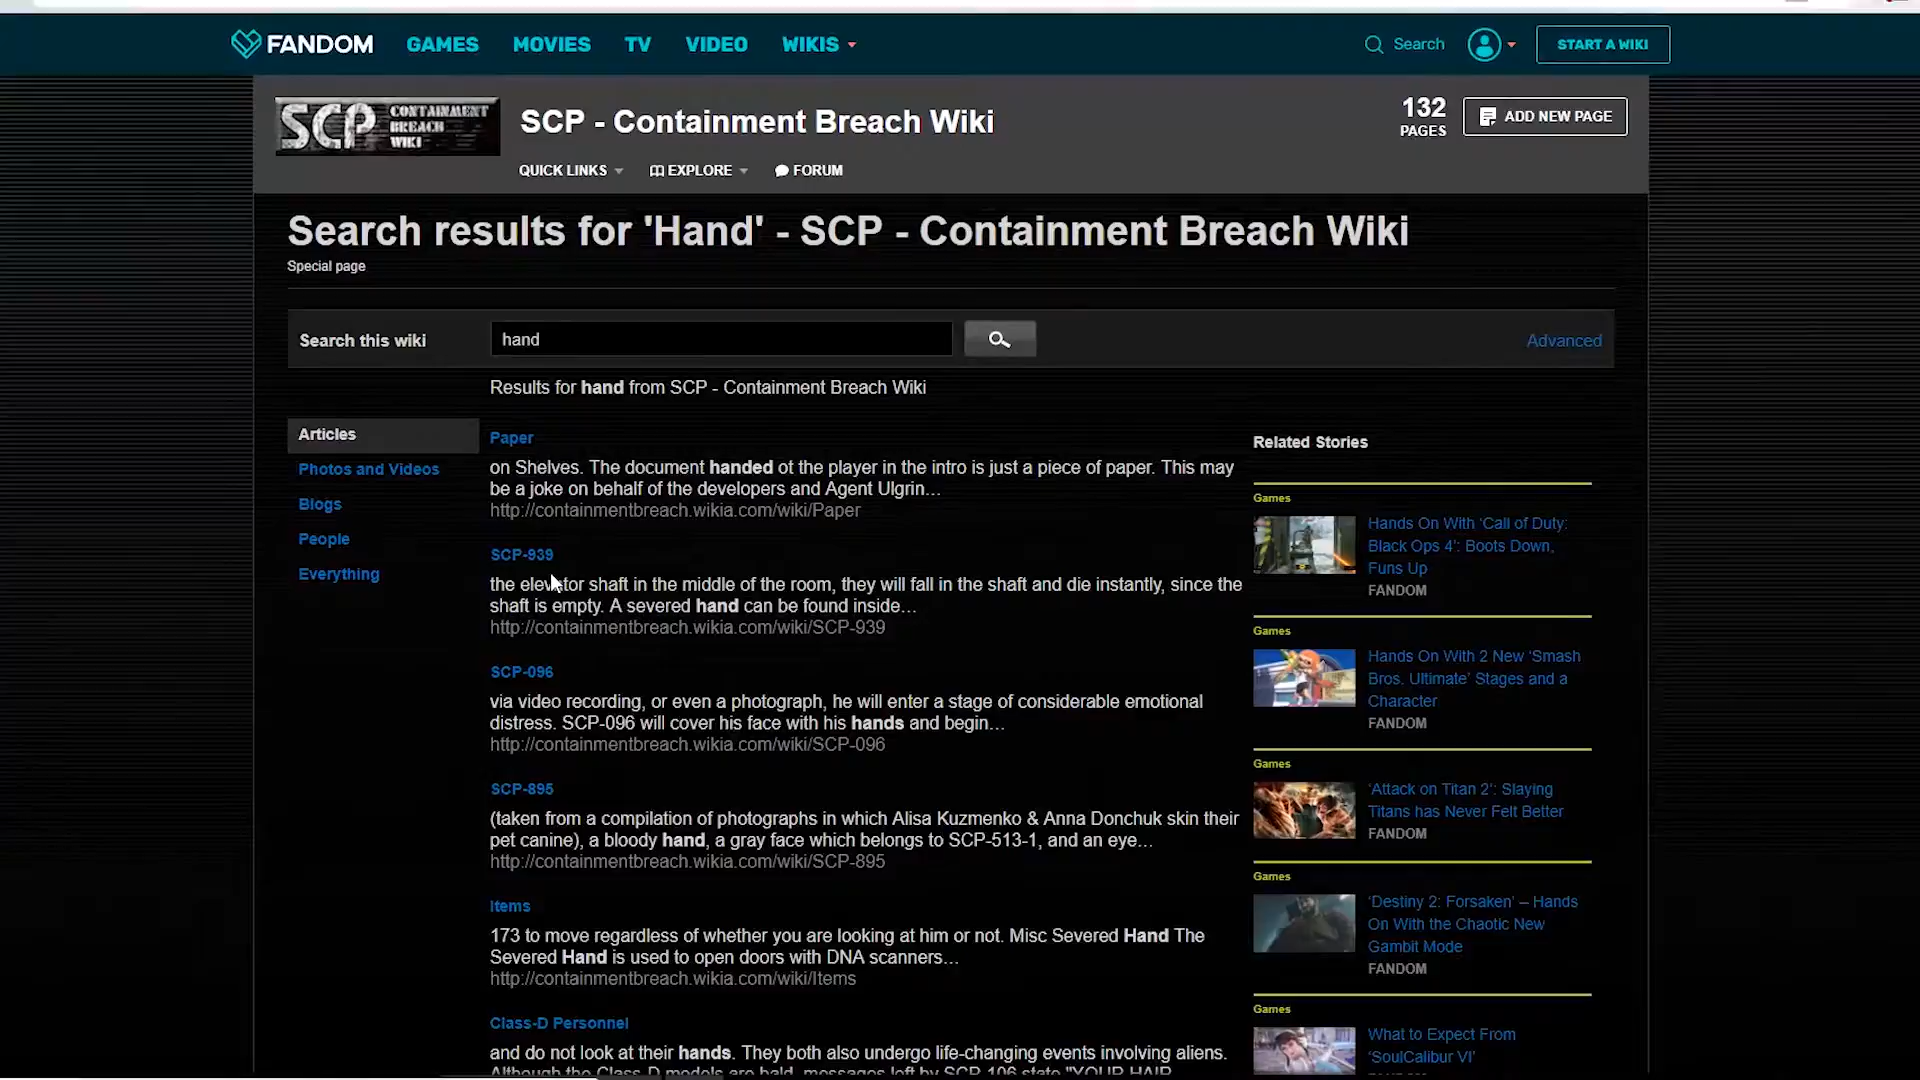 FANDOM GAMES MOVIES TV VIDEO WIKIS Search START A WIKI
SCP CONTAINMENT BREACH WIKI
SCP - Containment Breach Wiki
132 PAGES
ADD NEW PAGE
QUICK LINKS EXPLORE FORUM
Search results for 'Hand' - SCP - Containment Breach Wiki
Special page
Search this wiki
hand
Advanced
Results for hand from SCP - Containment Breach Wiki
Articles
Photos and Videos
Blogs
People
Everything
Paper
on Shelves. The document handed ot the player in the intro is just a piece of paper. This may
be a joke on behalf of the developers and Agent Ulgrin…
http://containmentbreach.wikia.com/wiki/Paper
SCP-939
the elevator shaft in the middle of the room, they will fall in the shaft and die instantly, since the
shaft is empty. A severed hand can be found inside…
http://containmentbreach.wikia.com/wiki/SCP-939
SCP-096
via video recording, or even a photograph, he will enter a stage of considerable emotional
distress. SCP-096 will cover his face with his hands and begin…
http://containmentbreach.wikia.com/wiki/SCP-096
SCP-895
(taken from a compilation of photographs in which Alisa Kuzmenko & Anna Donchuk skin their
pet canine), a bloody hand, a gray face which belongs to SCP-513-1, and an eye…
http://containmentbreach.wikia.com/wiki/SCP-895
Items
173 to move regardless of whether you are looking at him or not. Misc Severed Hand The
Severed Hand is used to open doors with DNA scanners…
http://containmentbreach.wikia.com/wiki/Items
Class-D Personnel
and do not look at their hands. They both also undergo life-changing events involving aliens.
Although the Class-D models are bald, messages left by SCP-106 state "YOUR HAIR
Related Stories
Games
Hands On With ‘Call of Duty:
Black Ops 4’: Boots Down,
Funs Up
FANDOM
Games
Hands On With 2 New ‘Smash
Bros. Ultimate’ Stages and a
Character
FANDOM
Games
‘Attack on Titan 2’: Slaying
Titans has Never Felt Better
FANDOM
Games
‘Destiny 2: Forsaken’ – Hands
On With the Chaotic New
Gambit Mode
FANDOM
Games
What to Expect From
‘SoulCalibur VI’